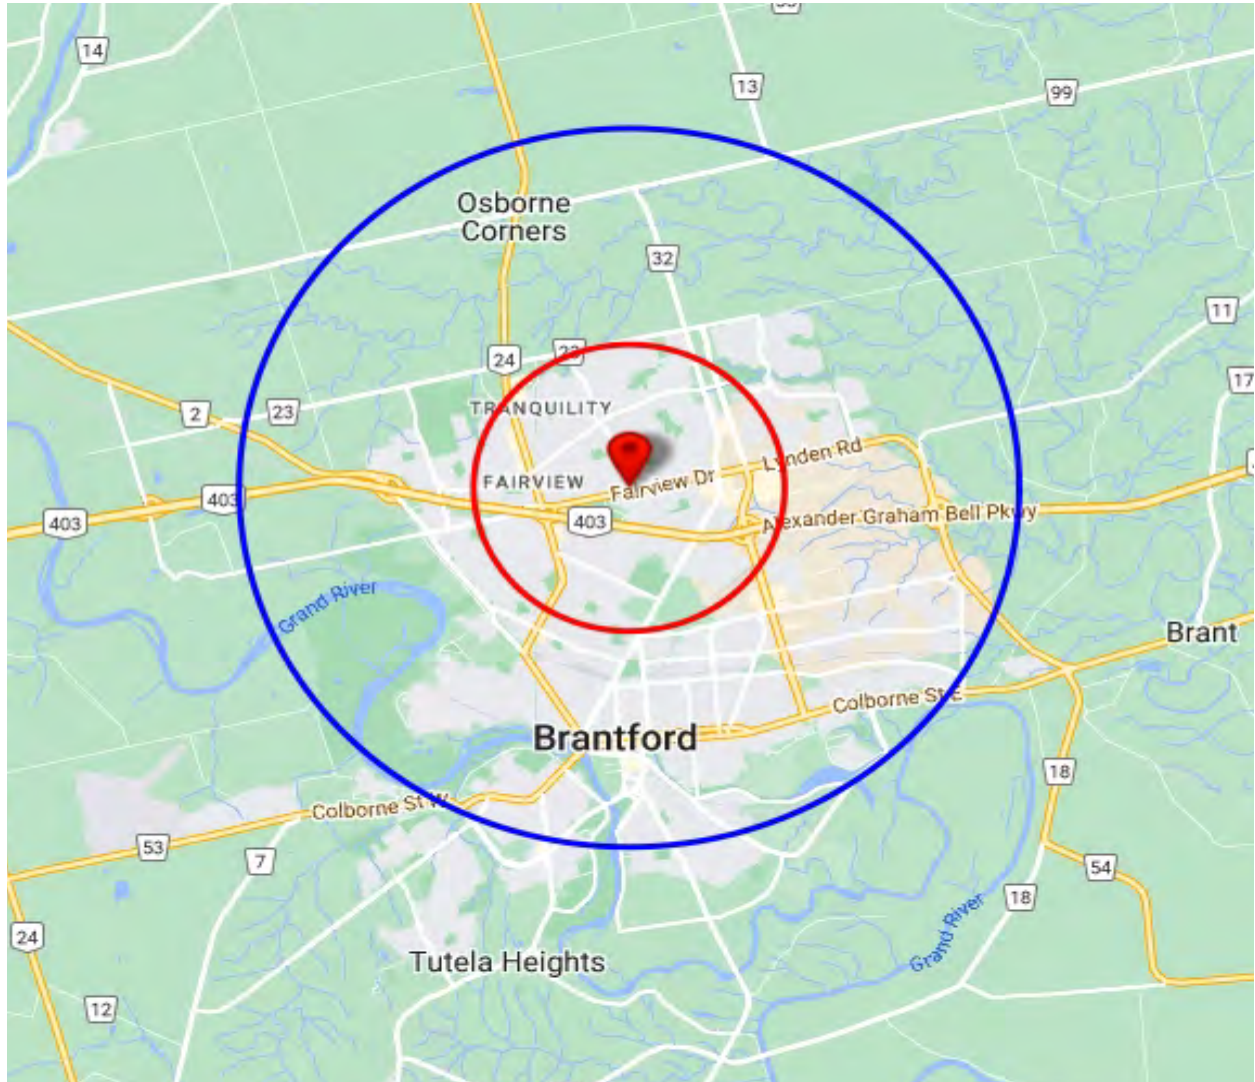 14
13
99
Osborne
Corners
32
11
24
23
17
2
23
TRANQUILITY
Lynden Rd
FAIRVIEW
Fairview Dr
403
403
403
Alexander Graham Bell Pkwy
Grand River
Brant
Colborne St E
Brantford
18
Colborne St W
53
7
54
18
24
Grand River
Tutela Heights
12